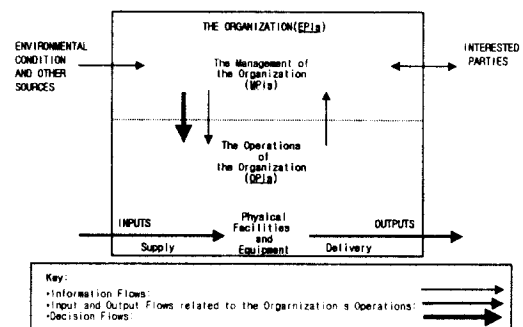 THE ORGANIZATION(EPIs)
ENVIRONMENTAL
CONDITION
AND OTHER
SOURCES
The Management of
the Organization
(MPIs)
INTERESTED
PARTIES
The Operations
of
the Organization
(OPIs)
INPUTS
Supply
Physical
Facilities
and
Equipment
OUTPUTS
Delivery
Key:
•Information Flows:
•Input and Output Flows related to the Orgarnization s Operations:
•Decision Flows: